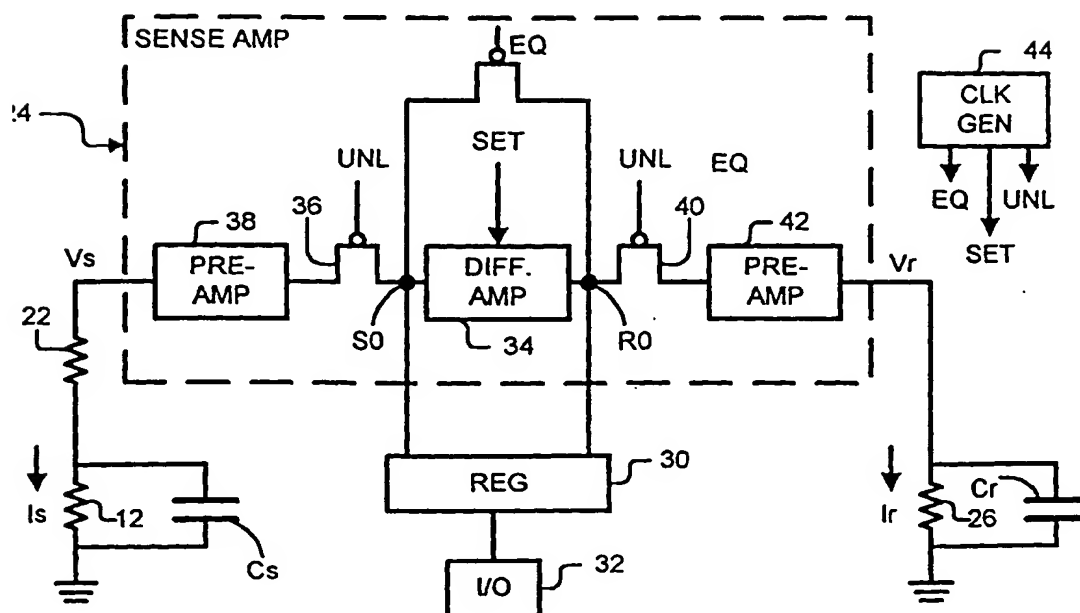 SENSE AMP
EQ
44
CLK
GEN
24
SET
UNL
UNL
EQ
EQ
UNL
SET
38
36
40
42
Vs
PRE-
AMP
DIFF.
AMP
PRE-
AMP
Vr
22
S0
34
R0
30
REG
Is
12
Cs
Ir
26
Cr
32
I/O